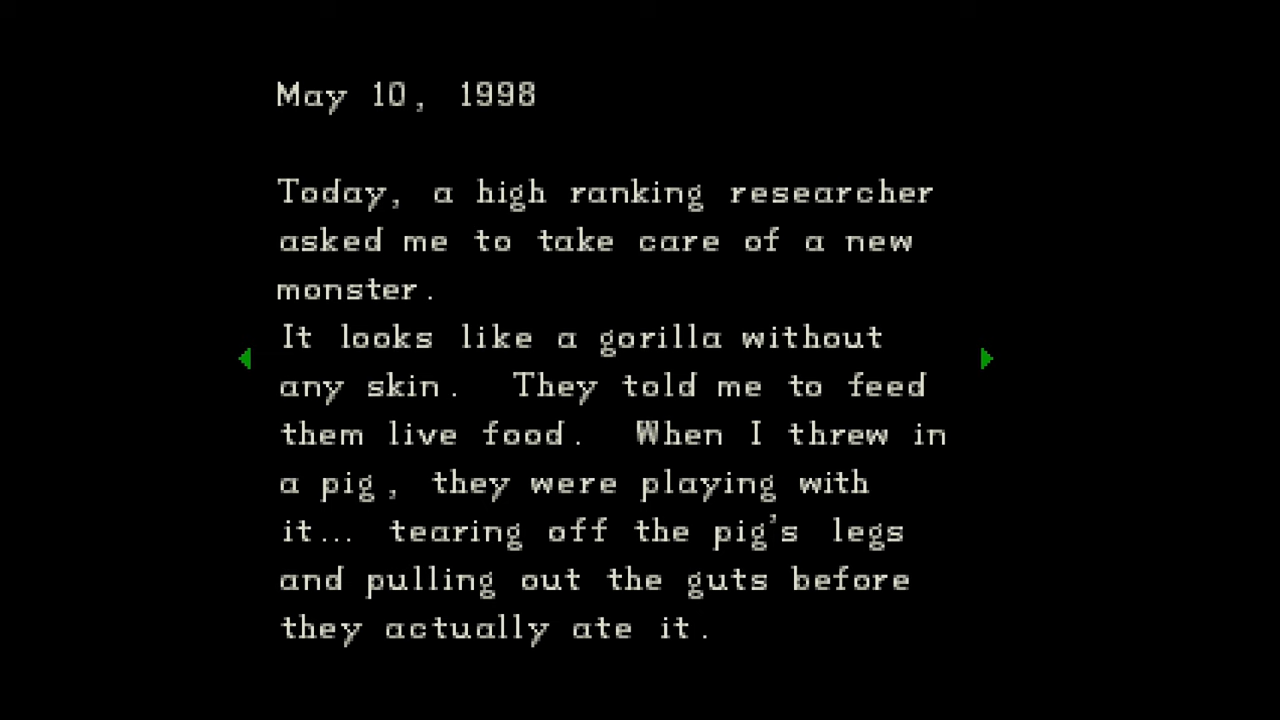 May 10, 1998
Today, a high ranking researcher
asked me to take care of a new
monster.
It looks like a gorilla without
any skin. They told me to feed
them live food. When I threw in
a pig, they were playing with
it... tearing off the pig's legs
and pulling out the guts before
they actually ate it.